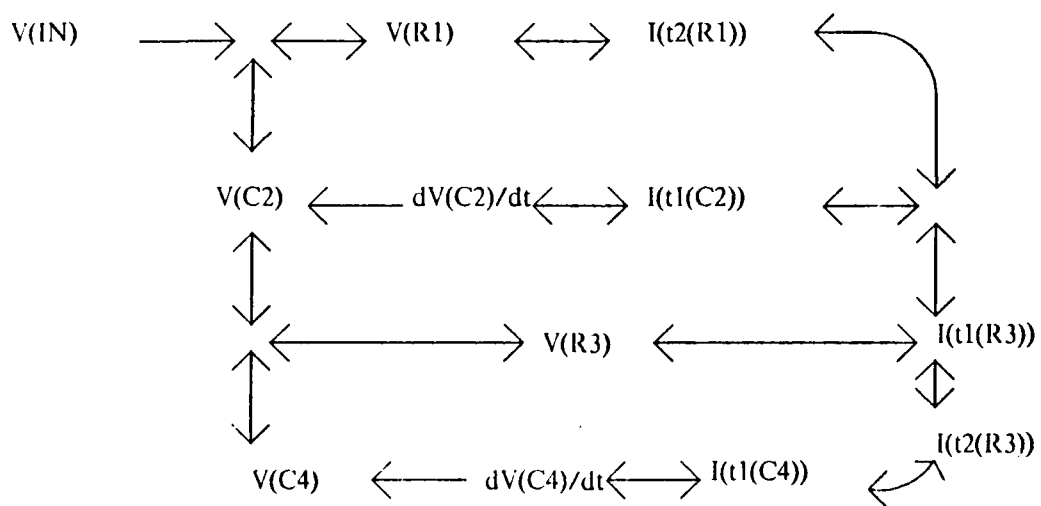 V(IN) V(R1) I(t2(R1))
V(C2) dV(C2)/dt I(t1(C2))
V(R3) I(t1(R3))
I(t2(R3))
V(C4) dV(C4)/dt I(t1(C4))